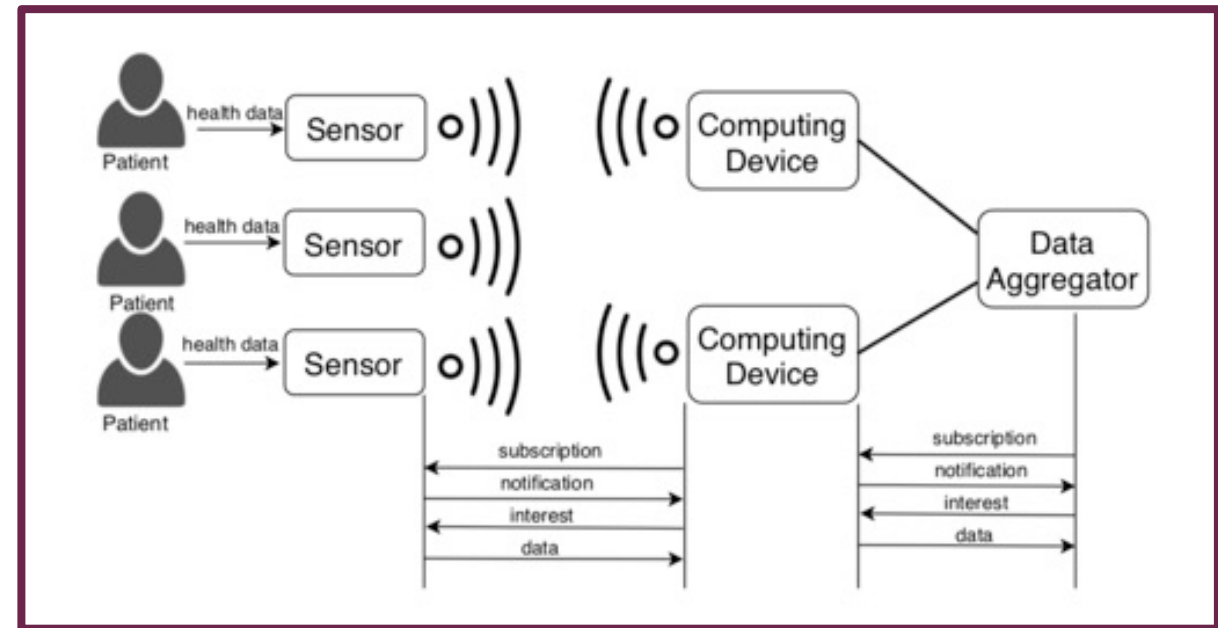 health data
Sensor
Patient
Computing
Device
health data
Sensor
Patient
Data
Aggregator
health data
Sensor
Patient
Computing
Device
subscription
notification
interest
data
subscription
notification
interest
data